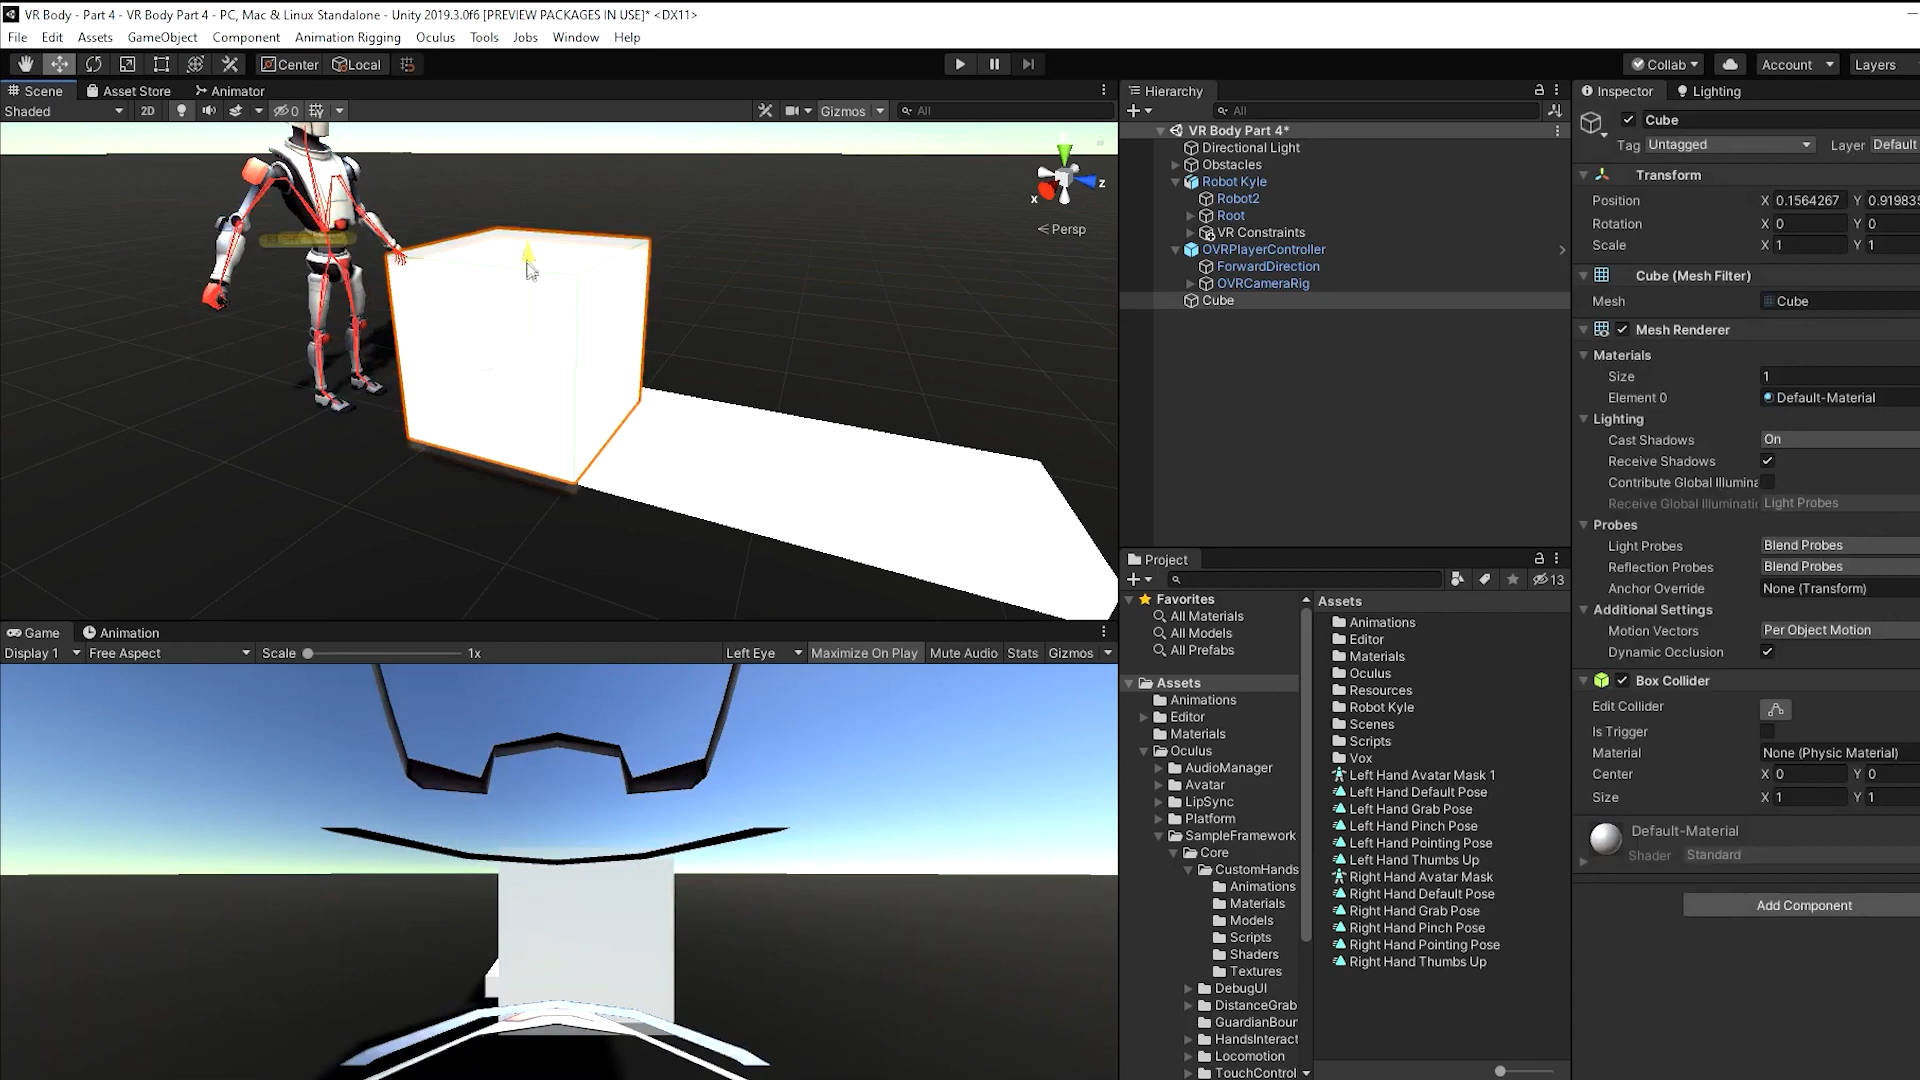 VR Body - Part 4 - VR Body Part 4 - PC, Mac & Linux Standalone - Unity 2019.3.0f6 [PREVIEW PACKAGES IN USE]* <DX11>
File Edit Assets GameObject Component Animation Rigging Oculus Tools Jobs Window Help
Center Local Collab Account Layers
Scene Asset Store Animator
Shaded 2D 0 Gizmos All
x z
Persp
Game Animation
Display 1 Free Aspect Scale 1x Left Eye Maximize On Play Mute Audio Stats Gizmos
Hierarchy
All
VR Body Part 4*
Directional Light
Obstacles
Robot Kyle
Robot2
Root
VR Constraints
OVRPlayerController
ForwardDirection
OVRCameraRig
Cube
Project
13
Favorites
All Materials
All Models
All Prefabs
Assets
Animations
Editor
Materials
Oculus
AudioManager
Avatar
LipSync
Platform
SampleFramework
Core
CustomHands
Animations
Materials
Models
Scripts
Shaders
Textures
DebugUI
DistanceGrab
GuardianBour
HandsInteract
Locomotion
TouchControl
Assets
Animations
Editor
Materials
Oculus
Resources
Robot Kyle
Scenes
Scripts
Vox
Left Hand Avatar Mask 1
Left Hand Default Pose
Left Hand Grab Pose
Left Hand Pinch Pose
Left Hand Pointing Pose
Left Hand Thumbs Up
Right Hand Avatar Mask
Right Hand Default Pose
Right Hand Grab Pose
Right Hand Pinch Pose
Right Hand Pointing Pose
Right Hand Thumbs Up
Inspector Lighting
Cube
Tag Untagged Layer Default
Transform
Position X 0.1564267 Y 0.919835
Rotation X 0 Y 0
Scale X 1 Y 1
Cube (Mesh Filter)
Mesh Cube
Mesh Renderer
Materials
Size 1
Element 0 Default-Material
Lighting
Cast Shadows On
Receive Shadows
Contribute Global Illumina
Receive Global Illuminati Light Probes
Probes
Light Probes Blend Probes
Reflection Probes Blend Probes
Anchor Override None (Transform)
Additional Settings
Motion Vectors Per Object Motion
Dynamic Occlusion
Box Collider
Edit Collider
Is Trigger
Material None (Physic Material)
Center X 0 Y 0
Size X 1 Y 1
Default-Material
Shader Standard
Add Component